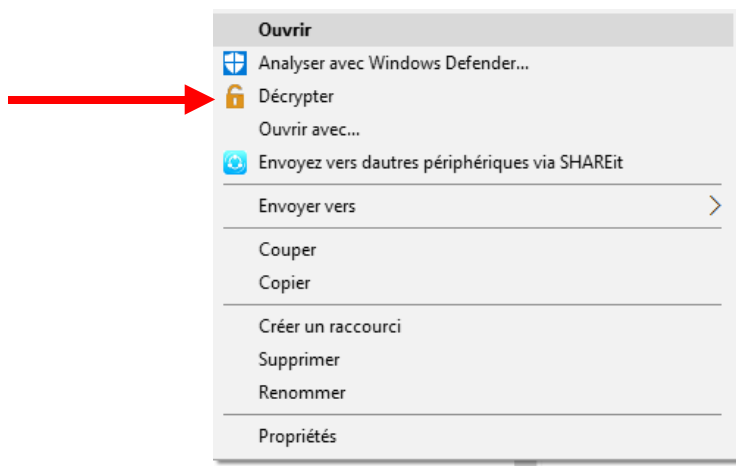 Ouvrir
Analyser avec Windows Defender...
Décrypter
Ouvrir avec...
Envoyez vers dautres périphériques via SHAREit
Envoyer vers
Couper
Copier
Créer un raccourci
Supprimer
Renommer
Propriétés